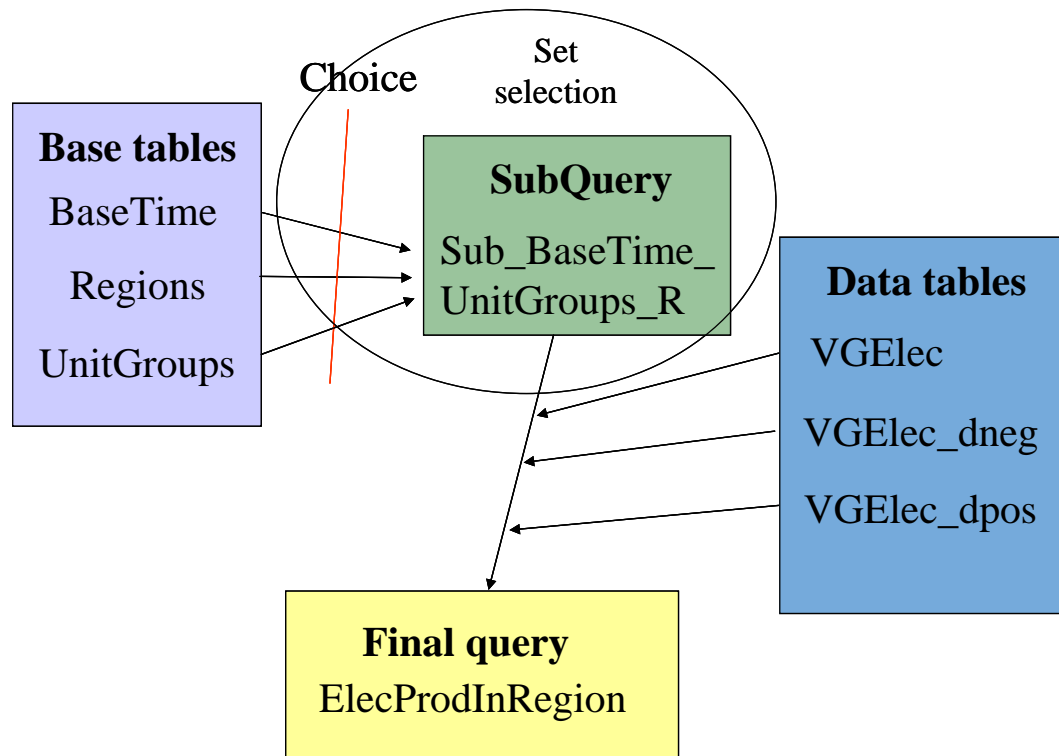 Set
selection
Choice
Base tables
BaseTime
Regions
UnitGroups
SubQuery
Sub_BaseTime_
UnitGroups_R
Data tables
VGElec
VGElec_dneg
VGElec_dpos
Final query
ElecProdInRegion